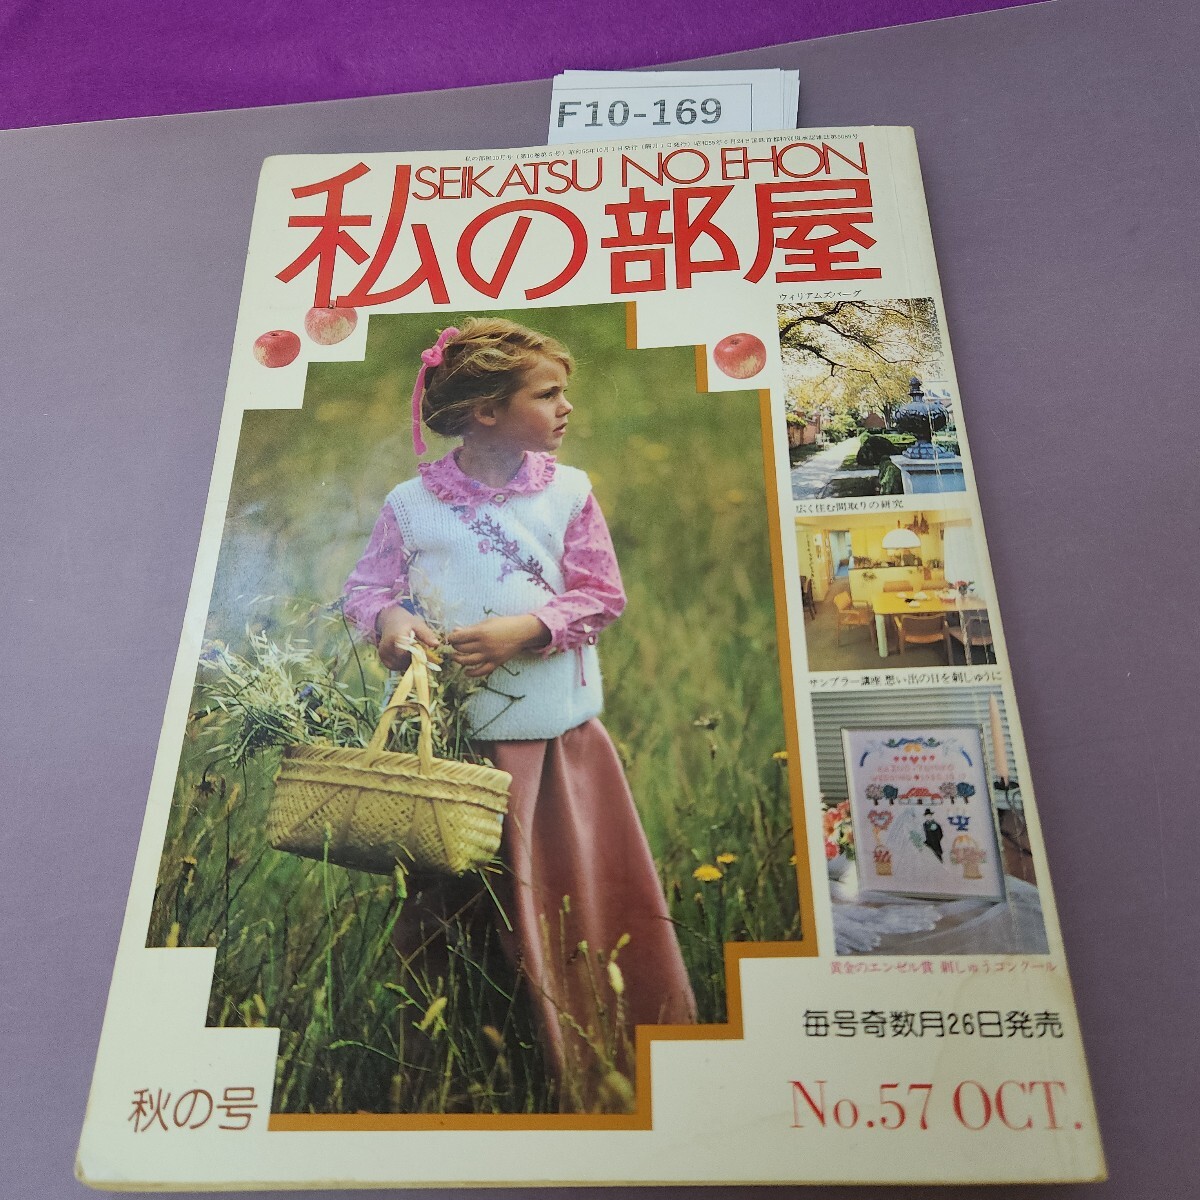 F10-169
SEIKATSU NO EHON
私の部屋
ウィリアムズバーグ
広く住む間取りの研究
サンプラー講座 思い出の日を刺しゅうに
黄金のエンゼル賞 刺しゅうコンクール
毎号奇数月26日発売
秋の号
No.57 OCT.